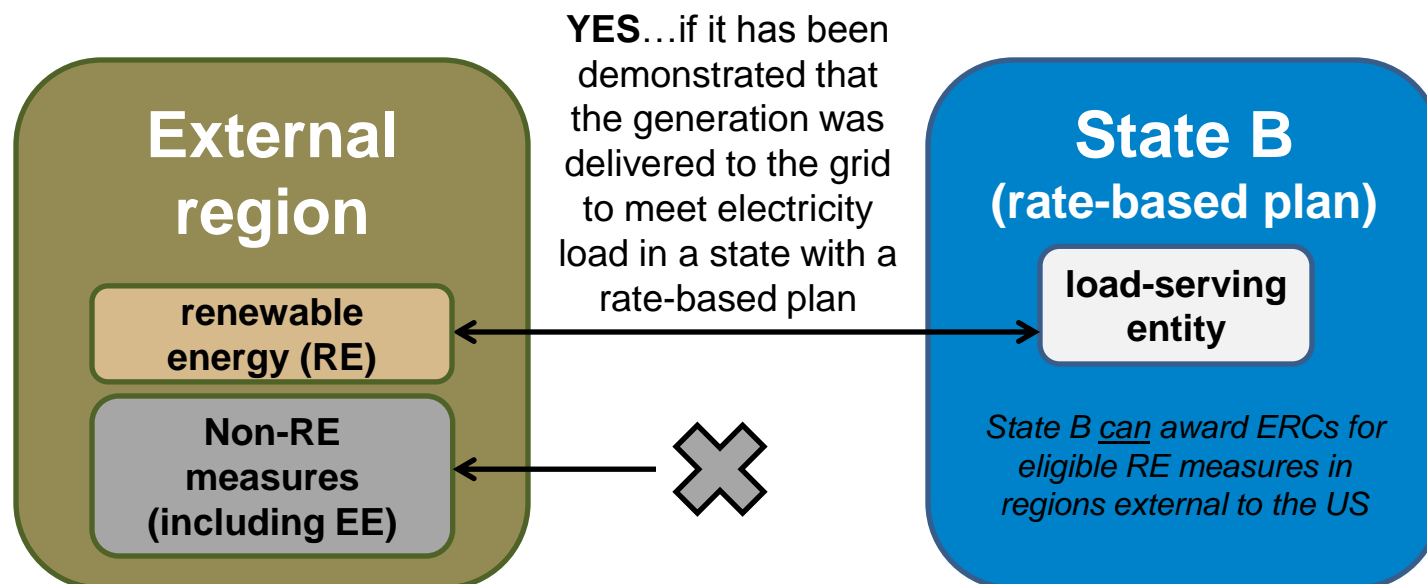 External
region
renewable
energy (RE)
Non-RE
measures
(including EE)
YES…if it has been
demonstrated that
the generation was
delivered to the grid
to meet electricity
load in a state with a
rate-based plan
State B
(rate-based plan)
load-serving
entity
State B can award ERCs for
eligible RE measures in
regions external to the US